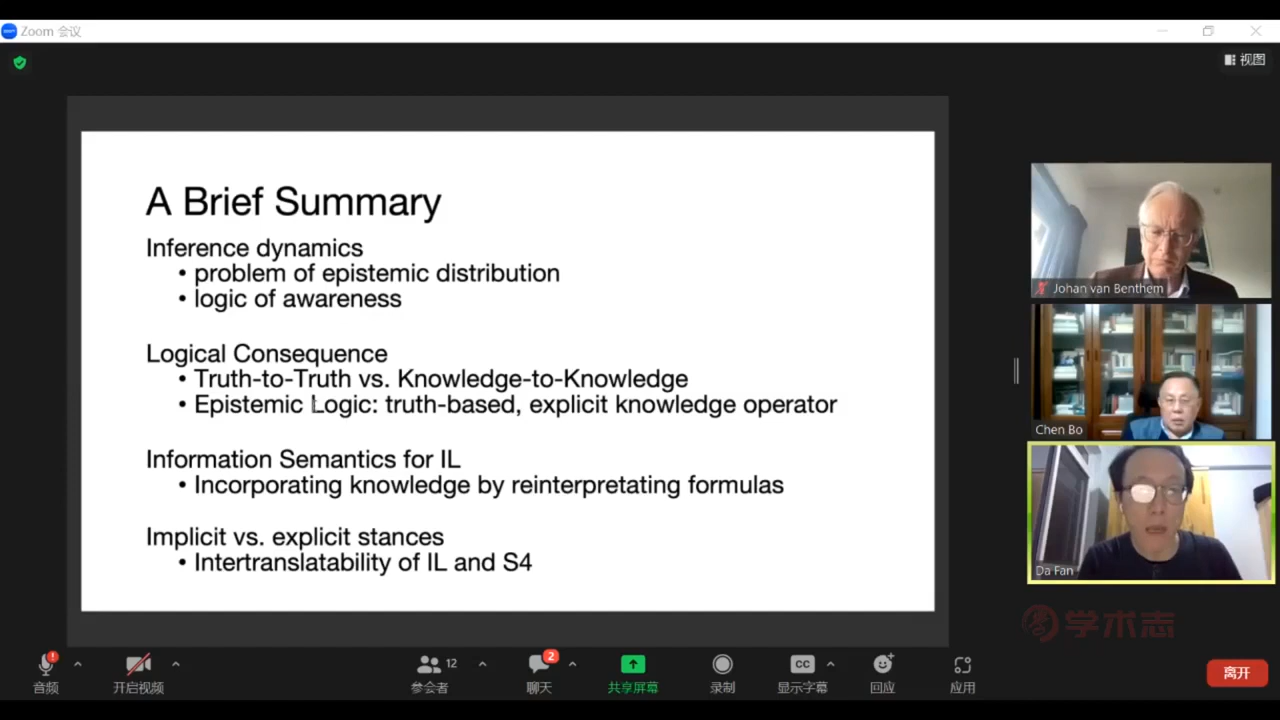 Zoom 会议
视图
A Brief Summary
Inference dynamics
• problem of epistemic distribution
• logic of awareness
Logical Consequence
• Truth-to-Truth vs. Knowledge-to-Knowledge
• Epistemic Logic: truth-based, explicit knowledge operator
Information Semantics for IL
• Incorporating knowledge by reinterpretating formulas
Implicit vs. explicit stances
• Intertranslatability of IL and S4
Johan van Benthem
Chen Bo
Da Fan
学术志
12
2
CC
音频
开启视频
参会者
聊天
共享屏幕
录制
显示字幕
回应
应用
离开